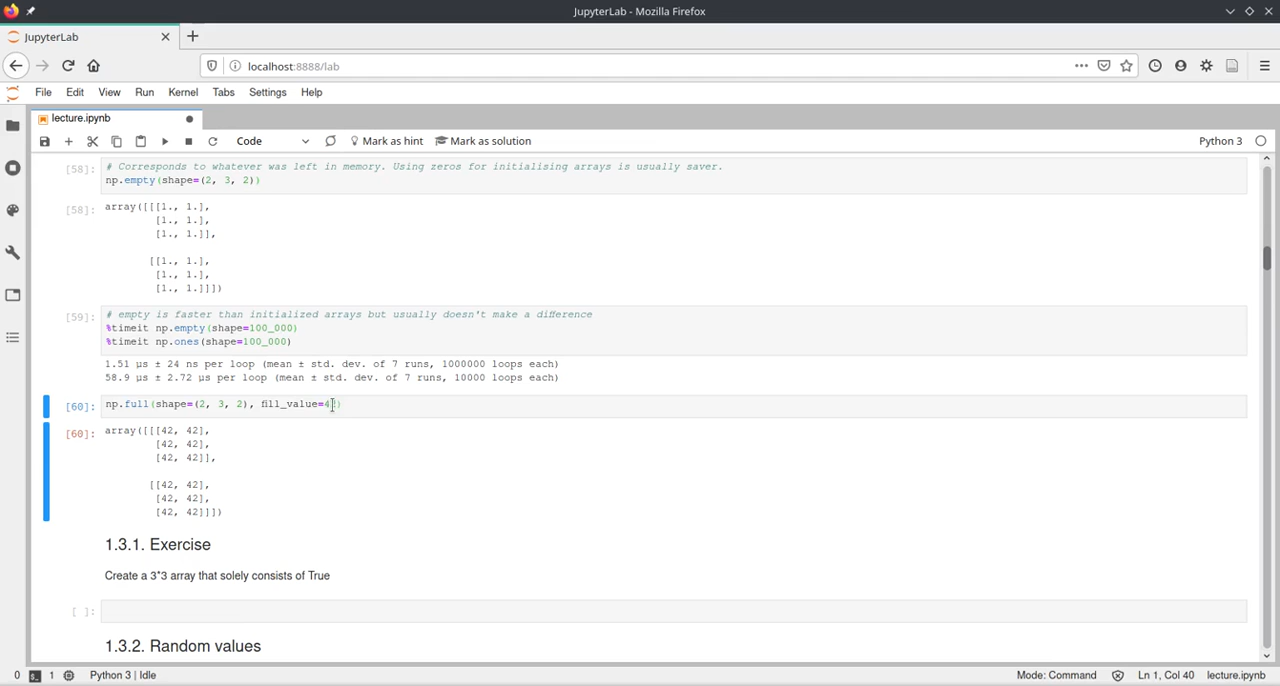 JupyterLab - Mozilla Firefox
JupyterLab
localhost:8888/lab
File Edit View Run Kernel Tabs Settings Help
lecture.ipynb
Code Mark as hint Mark as solution Python 3
[58]: # Corresponds to whatever was left in memory. Using zeros for initialising arrays is usually saver.
np.empty(shape=(2, 3, 2))
[58]: array([[[1., 1.],
[1., 1.],
[1., 1.]],
[[1., 1.],
[1., 1.],
[1., 1.]]])
[59]: # empty is faster than initialized arrays but usually doesn't make a difference
%timeit np.empty(shape=100_000)
%timeit np.ones(shape=100_000)
1.51 µs ± 24 ns per loop (mean ± std. dev. of 7 runs, 1000000 loops each)
58.9 µs ± 2.72 µs per loop (mean ± std. dev. of 7 runs, 10000 loops each)
[60]: np.full(shape=(2, 3, 2), fill_value=42)
[60]: array([[[42, 42],
[42, 42],
[42, 42]],
[[42, 42],
[42, 42],
[42, 42]]])
1.3.1. Exercise
Create a 3*3 array that solely consists of True
[ ]:
1.3.2. Random values
0 1 Python 3 | Idle Mode: Command Ln 1, Col 40 lecture.ipynb